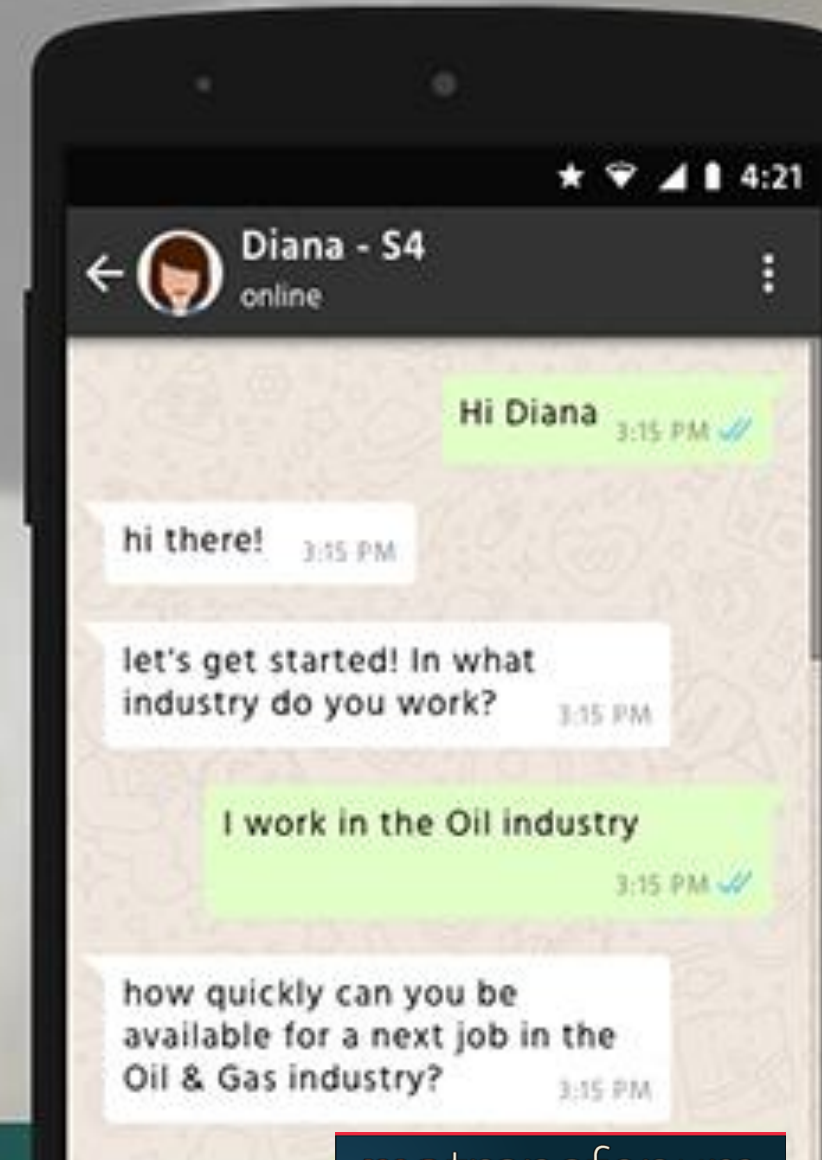 4:21
Diana - S4
online
Hi Diana
3:15 PM
hi there!
3:15 PM
let's get started! In what
industry do you work?
3:15 PM
I work in the Oil industry
3:15 PM
how quickly can you be
available for a next job in the
Oil & Gas industry?
3:15 PM